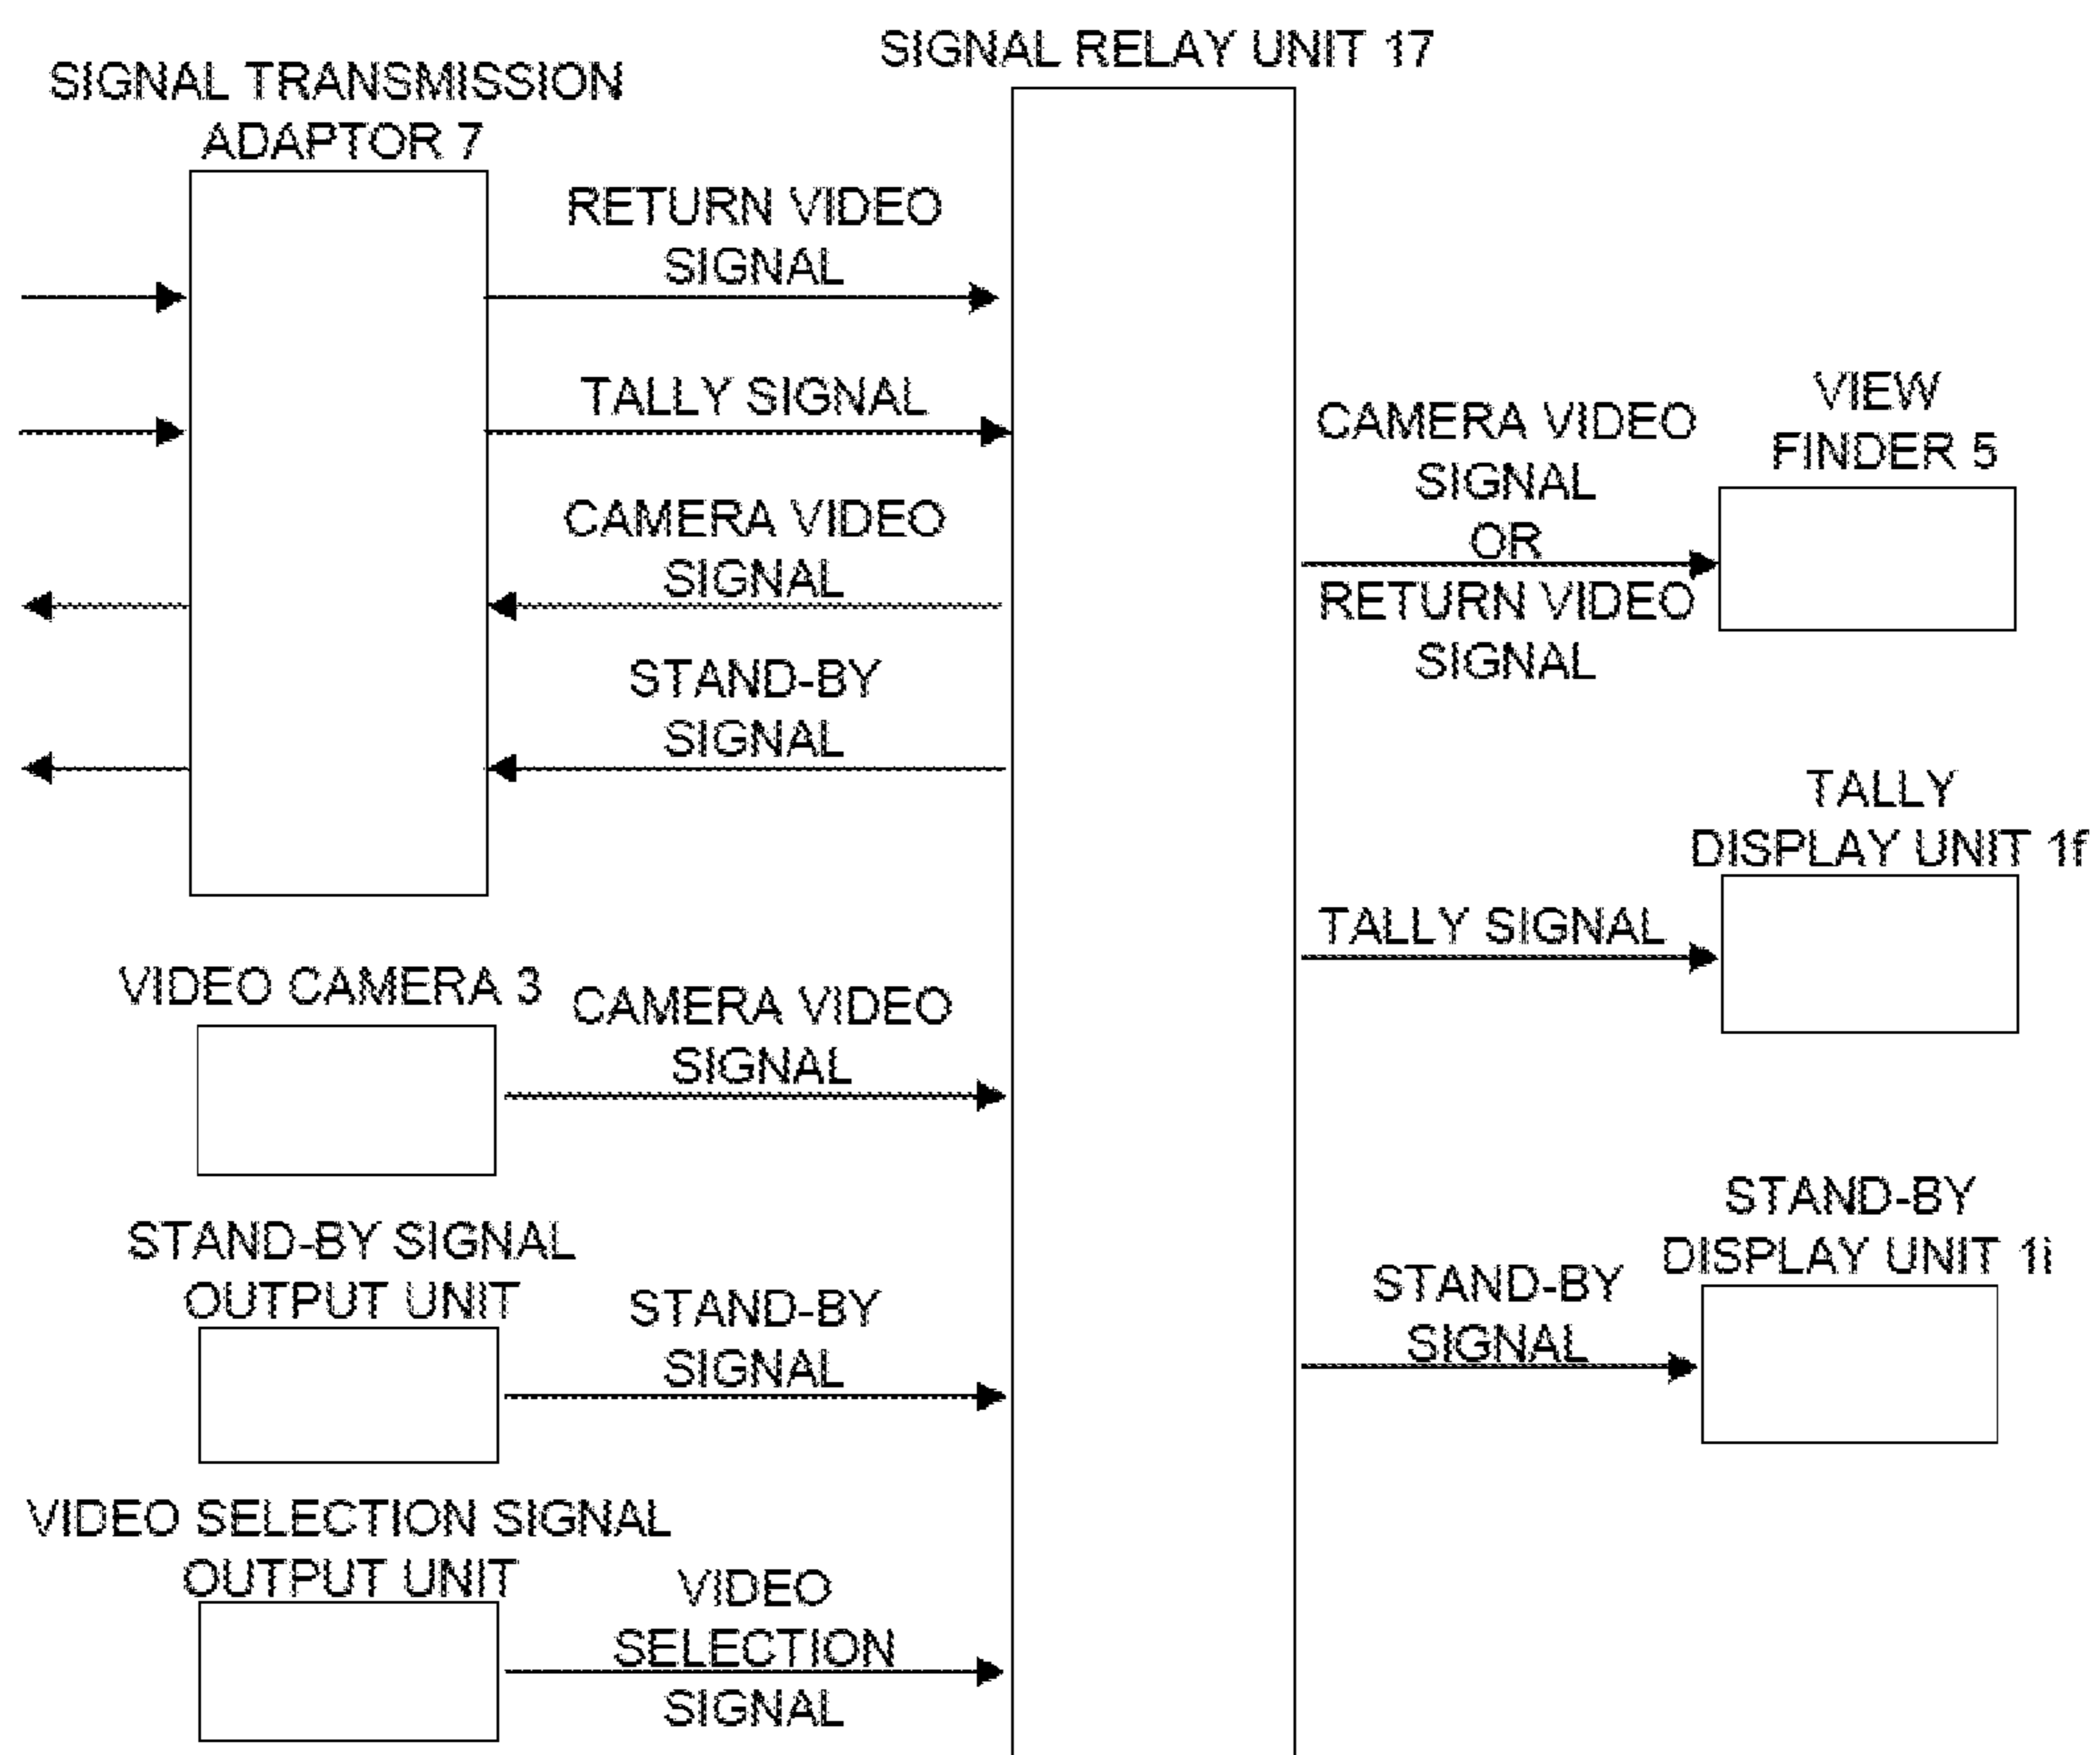 SIGNAL RELAY UNIT 17
SIGNAL TRANSMISSION
ADAPTOR 7
RETURN VIDEO
SIGNAL
TALLY SIGNAL
CAMERA VIDEO
SIGNAL
STAND-BY
SIGNAL
CAMERA VIDEO
SIGNAL
OR
RETURN VIDEO
SIGNAL
VIEW
FINDER 5
TALLY
DISPLAY UNIT 1f
TALLY SIGNAL
VIDEO CAMERA 3
CAMERA VIDEO
SIGNAL
STAND-BY
DISPLAY UNIT 1i
STAND-BY
SIGNAL
STAND-BY SIGNAL
OUTPUT UNIT
STAND-BY
SIGNAL
VIDEO SELECTION SIGNAL
OUTPUT UNIT
VIDEO
SELECTION
SIGNAL